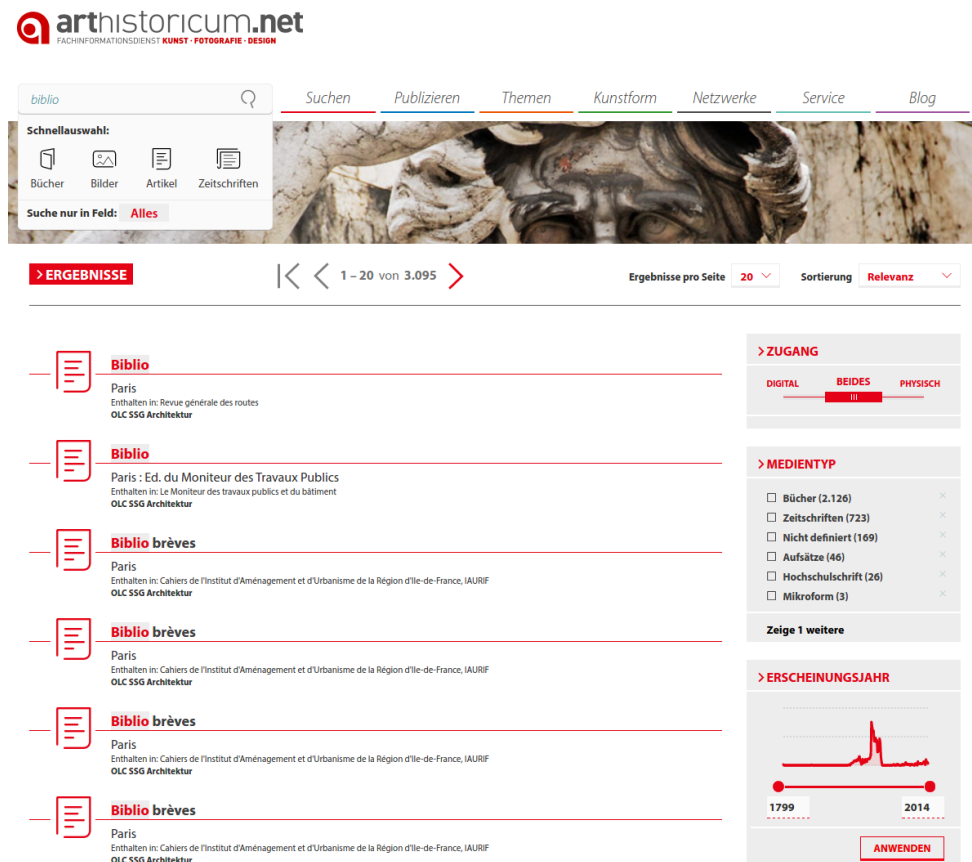 arthistoricum.net
FACHINFORMATIONSDIENST KUNST · FOTOGRAFIE · DESIGN
biblio
Suchen Publizieren Themen Kunstform Netzwerke Service Blog
Schnellauswahl:
Bücher Bilder Artikel Zeitschriften
Suche nur in Feld: Alles
ERGEBNISSE
1 – 20 von 3.095
Ergebnisse pro Seite 20 Sortierung Relevanz
Biblio
Paris
Enthalten in: Revue générale des routes
OLC SSG Architektur
Biblio
Paris : Ed. du Moniteur des Travaux Publics
Enthalten in: Le Moniteur des travaux publics et du bâtiment
OLC SSG Architektur
Biblio brèves
Paris
Enthalten in: Cahiers de l'Institut d'Aménagement et d'Urbanisme de la Région d'Ile-de-France, IAURIF
OLC SSG Architektur
Biblio brèves
Paris
Enthalten in: Cahiers de l'Institut d'Aménagement et d'Urbanisme de la Région d'Ile-de-France, IAURIF
OLC SSG Architektur
Biblio brèves
Paris
Enthalten in: Cahiers de l'Institut d'Aménagement et d'Urbanisme de la Région d'Ile-de-France, IAURIF
OLC SSG Architektur
Biblio brèves
Paris
Enthalten in: Cahiers de l'Institut d'Aménagement et d'Urbanisme de la Région d'Ile-de-France, IAURIF
OLC SSG Architektur
ZUGANG
DIGITAL BEIDES PHYSISCH
MEDIENTYP
Bücher (2.126)
Zeitschriften (723)
Nicht definiert (169)
Aufsätze (46)
Hochschulschrift (26)
Mikroform (3)
Zeige 1 weitere
ERSCHEINUNGSJAHR
1799 2014
ANWENDEN